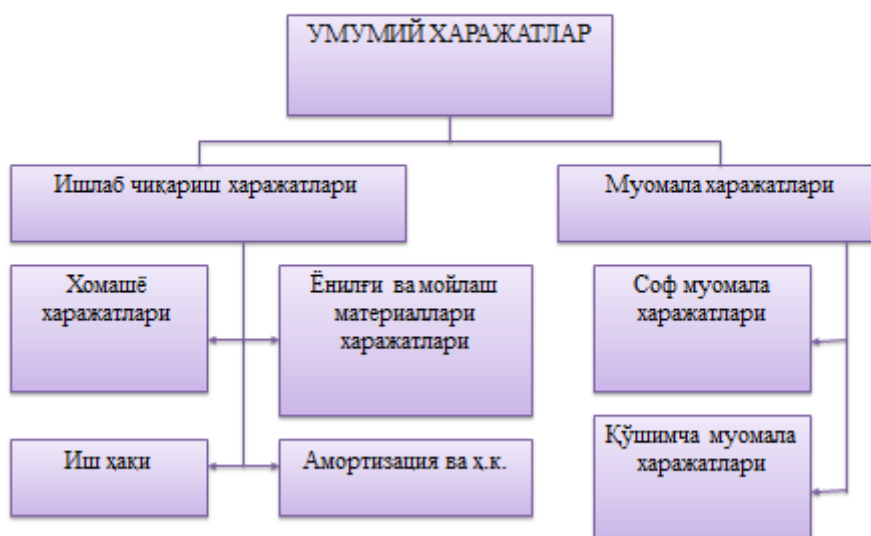 УМУМИЙ ХАРАЖАТЛАР
Ишлаб чиқариш харажатлари
Муомала харажатлари
Хомашё
харажатлари
Ёнилғи ва мойлаш
материаллари
харажатлари
Соф муомала
харажатлари
Иш ҳақи
Амортизация ва ҳ.к.
Қўшимча муомала
харажатлари